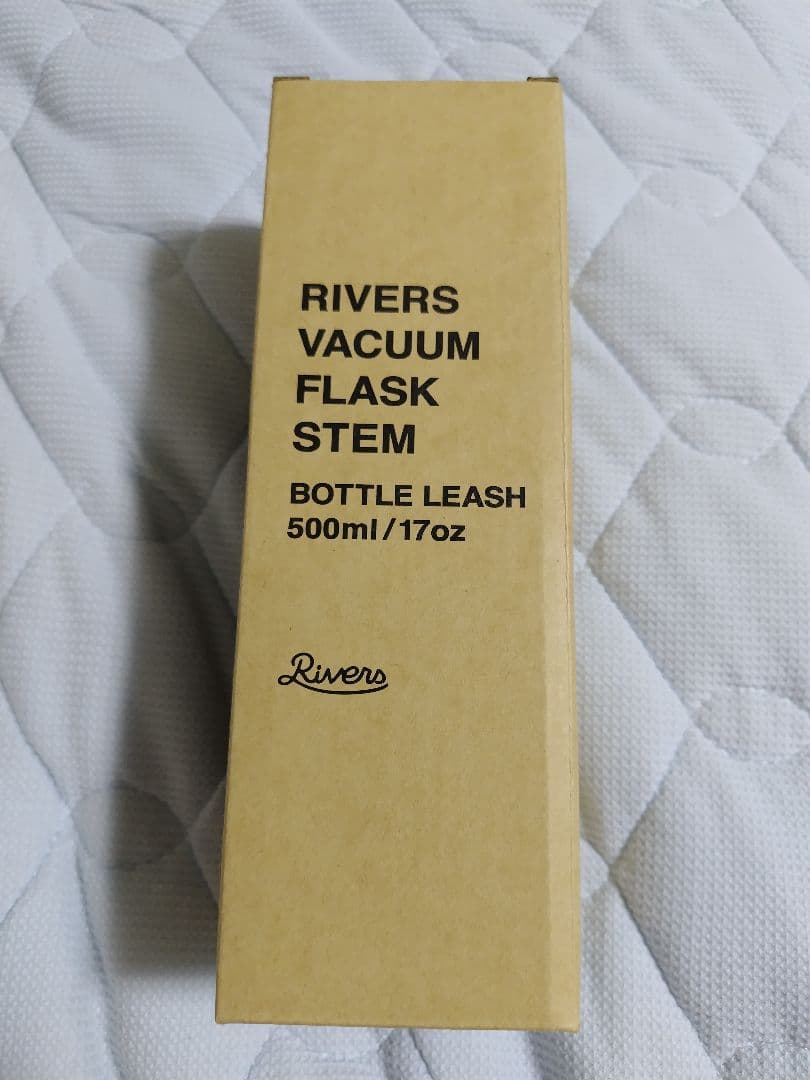 RIVERS
VACUUM
FLASK
STEM
BOTTLE LEASH
500ml/17oz
Rivers